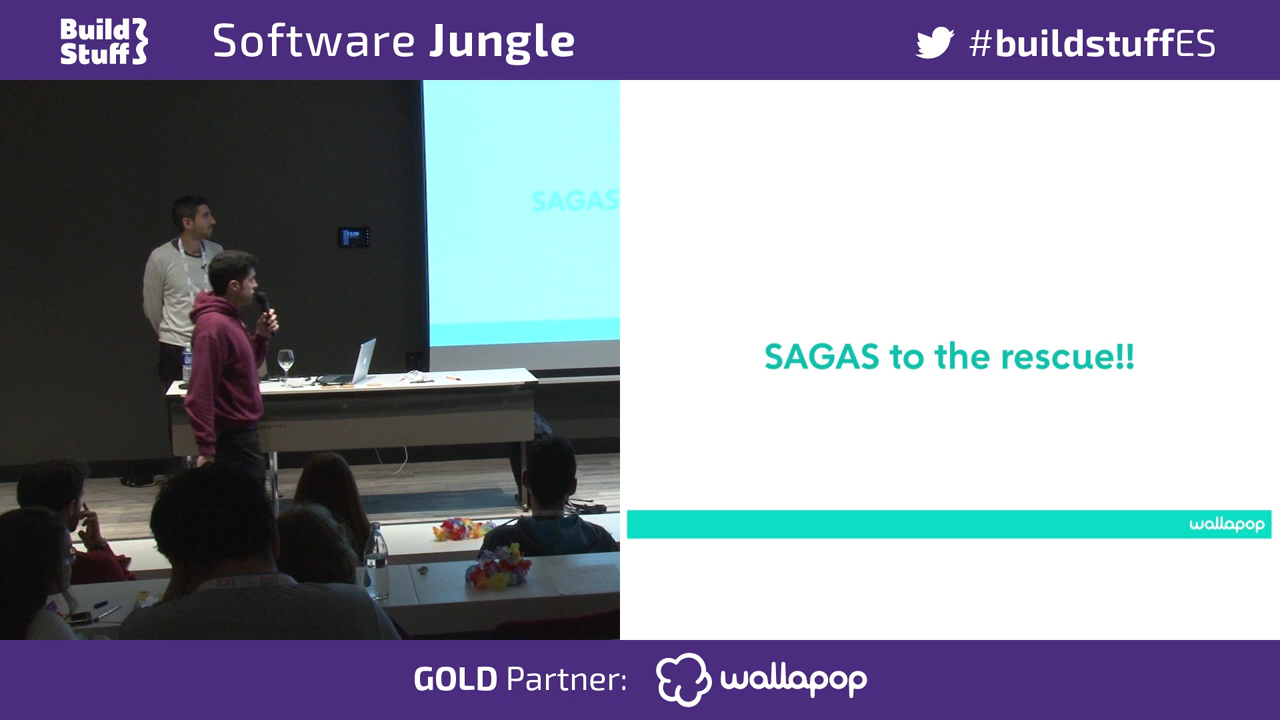 Build
Stuff
Software Jungle
#buildstuffES
SAGAS
SAGAS to the rescue!!
wallapop
GOLD Partner:
wallapop